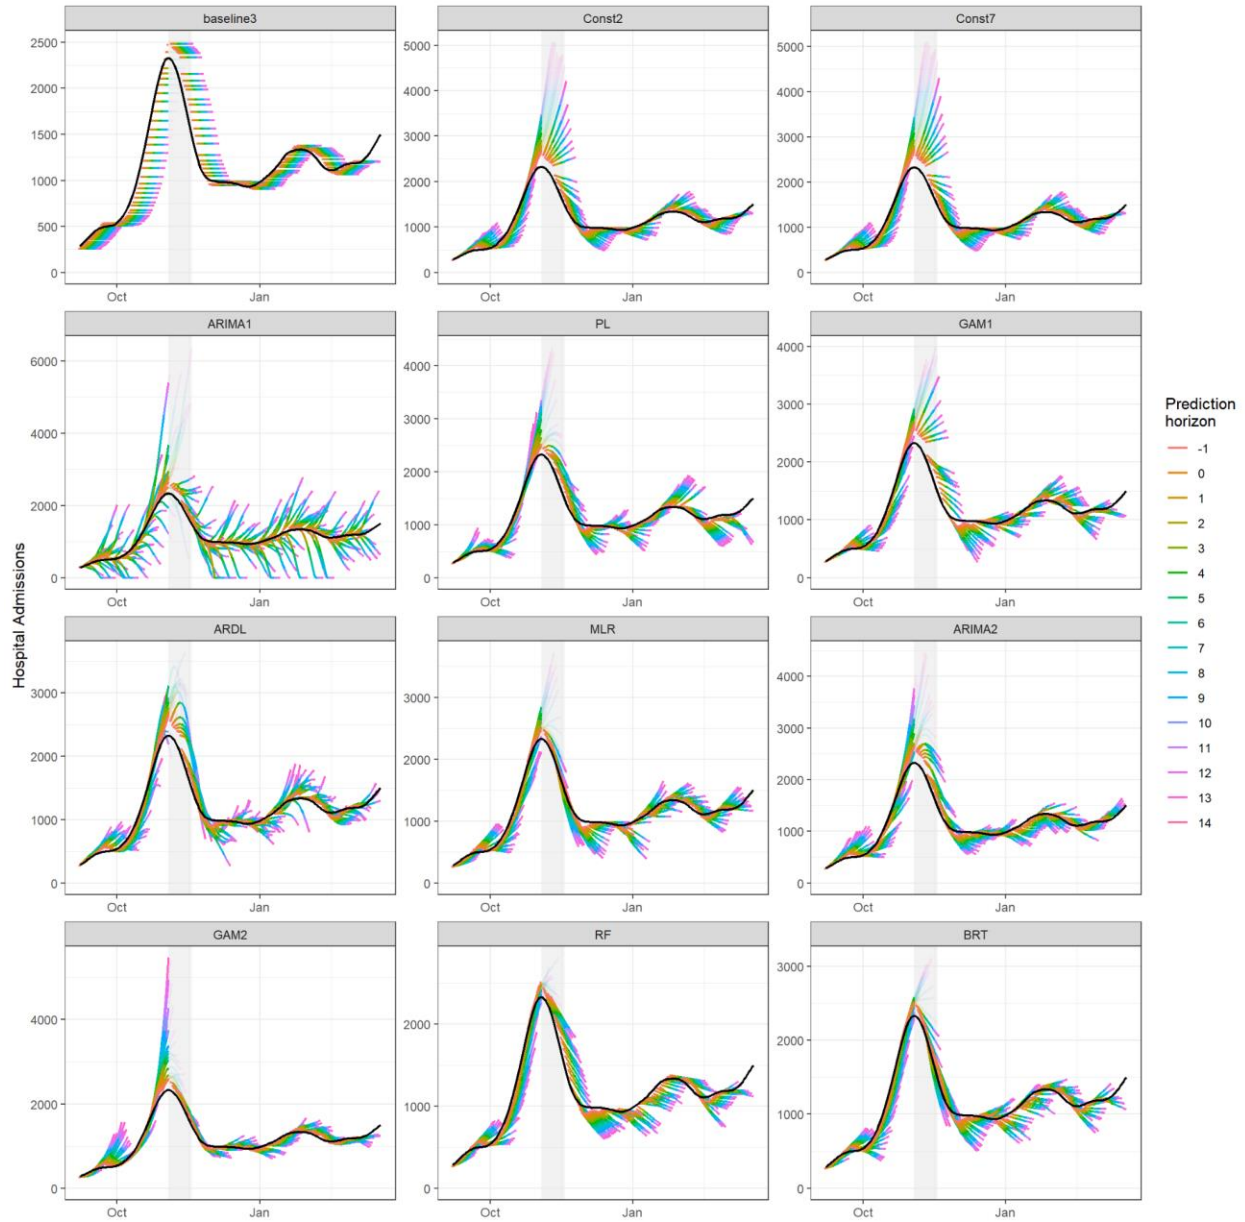 baseline3
Const2
Const7
2500
2000
1500
1000
500
0
5000
4000
3000
2000
1000
0
5000
4000
3000
2000
1000
0
Oct Jan
Oct Jan
Oct Jan
ARIMA1
PL
GAM1
6000
4000
2000
0
4000
3000
2000
1000
0
4000
3000
2000
1000
0
Oct Jan
Oct Jan
Oct Jan
Hospital Admissions
ARDL
MLR
ARIMA2
3000
2000
1000
0
3000
2000
1000
0
4000
3000
2000
1000
0
Oct Jan
Oct Jan
Oct Jan
GAM2
RF
BRT
4000
2000
0
2000
1000
0
3000
2000
1000
0
Oct Jan
Oct Jan
Oct Jan
Prediction
horizon
-1
0
1
2
3
4
5
6
7
8
9
10
11
12
13
14